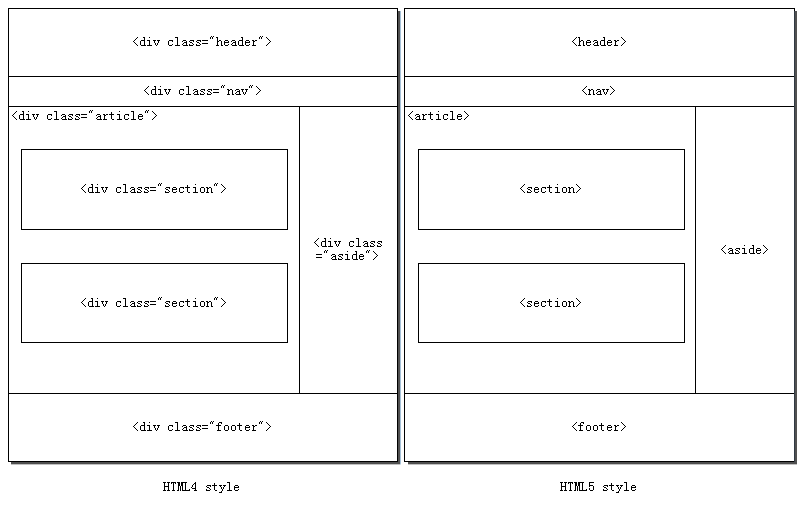 <div class="header">
<div class="nav">
<div class="article">
<div class="section">
<div class="section">
<div class
="aside">
<div class="footer">
HTML4 style
<header>
<nav>
<article>
<section>
<section>
<aside>
<footer>
HTML5 style